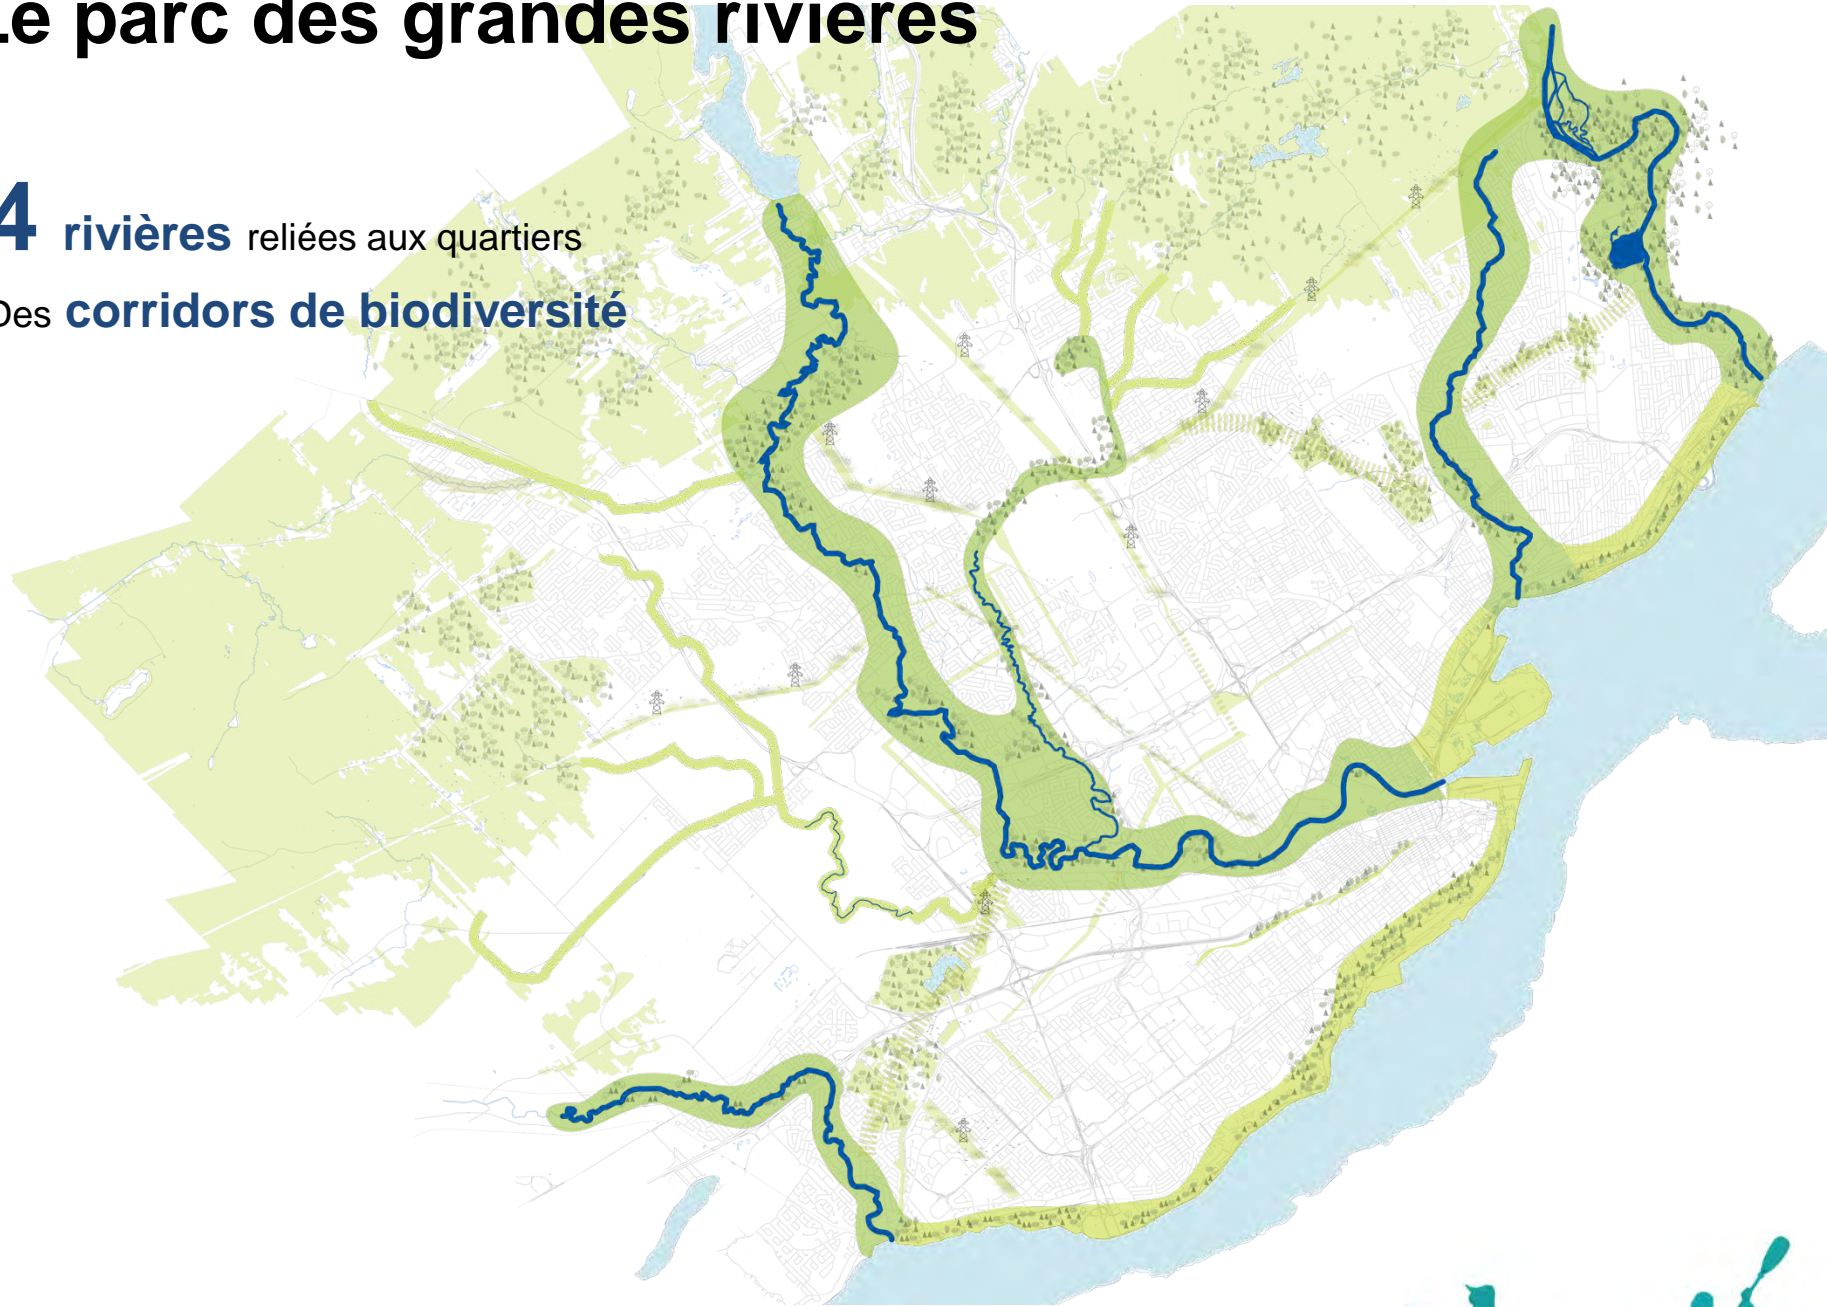 Le parc des grandes rivières
4 rivières reliées aux quartiers
Des corridors de biodiversité